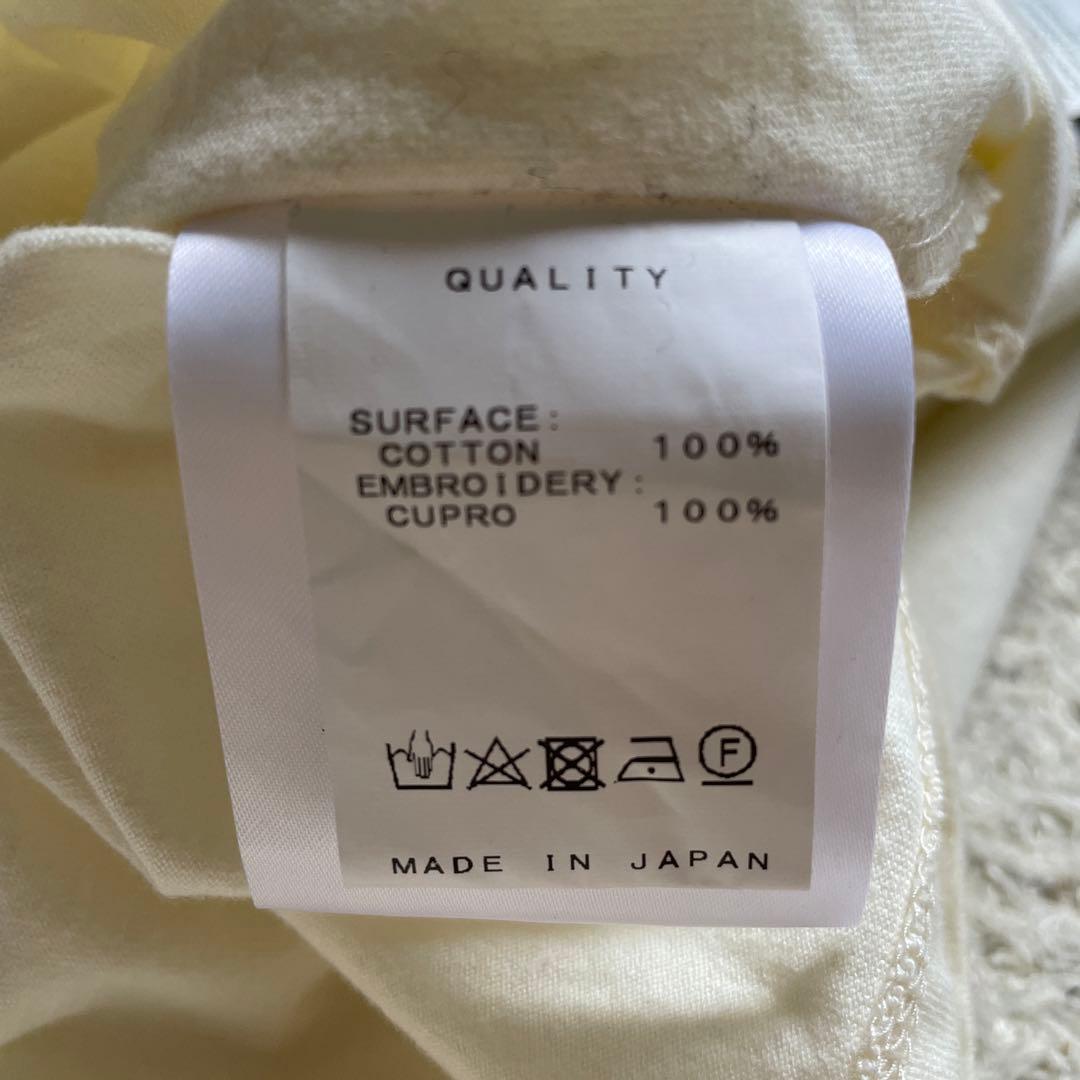 QUALITY
SURFACE:
COTTON 100%
EMBROIDERY:
CUPRO 100%
F
MADE IN JAPAN